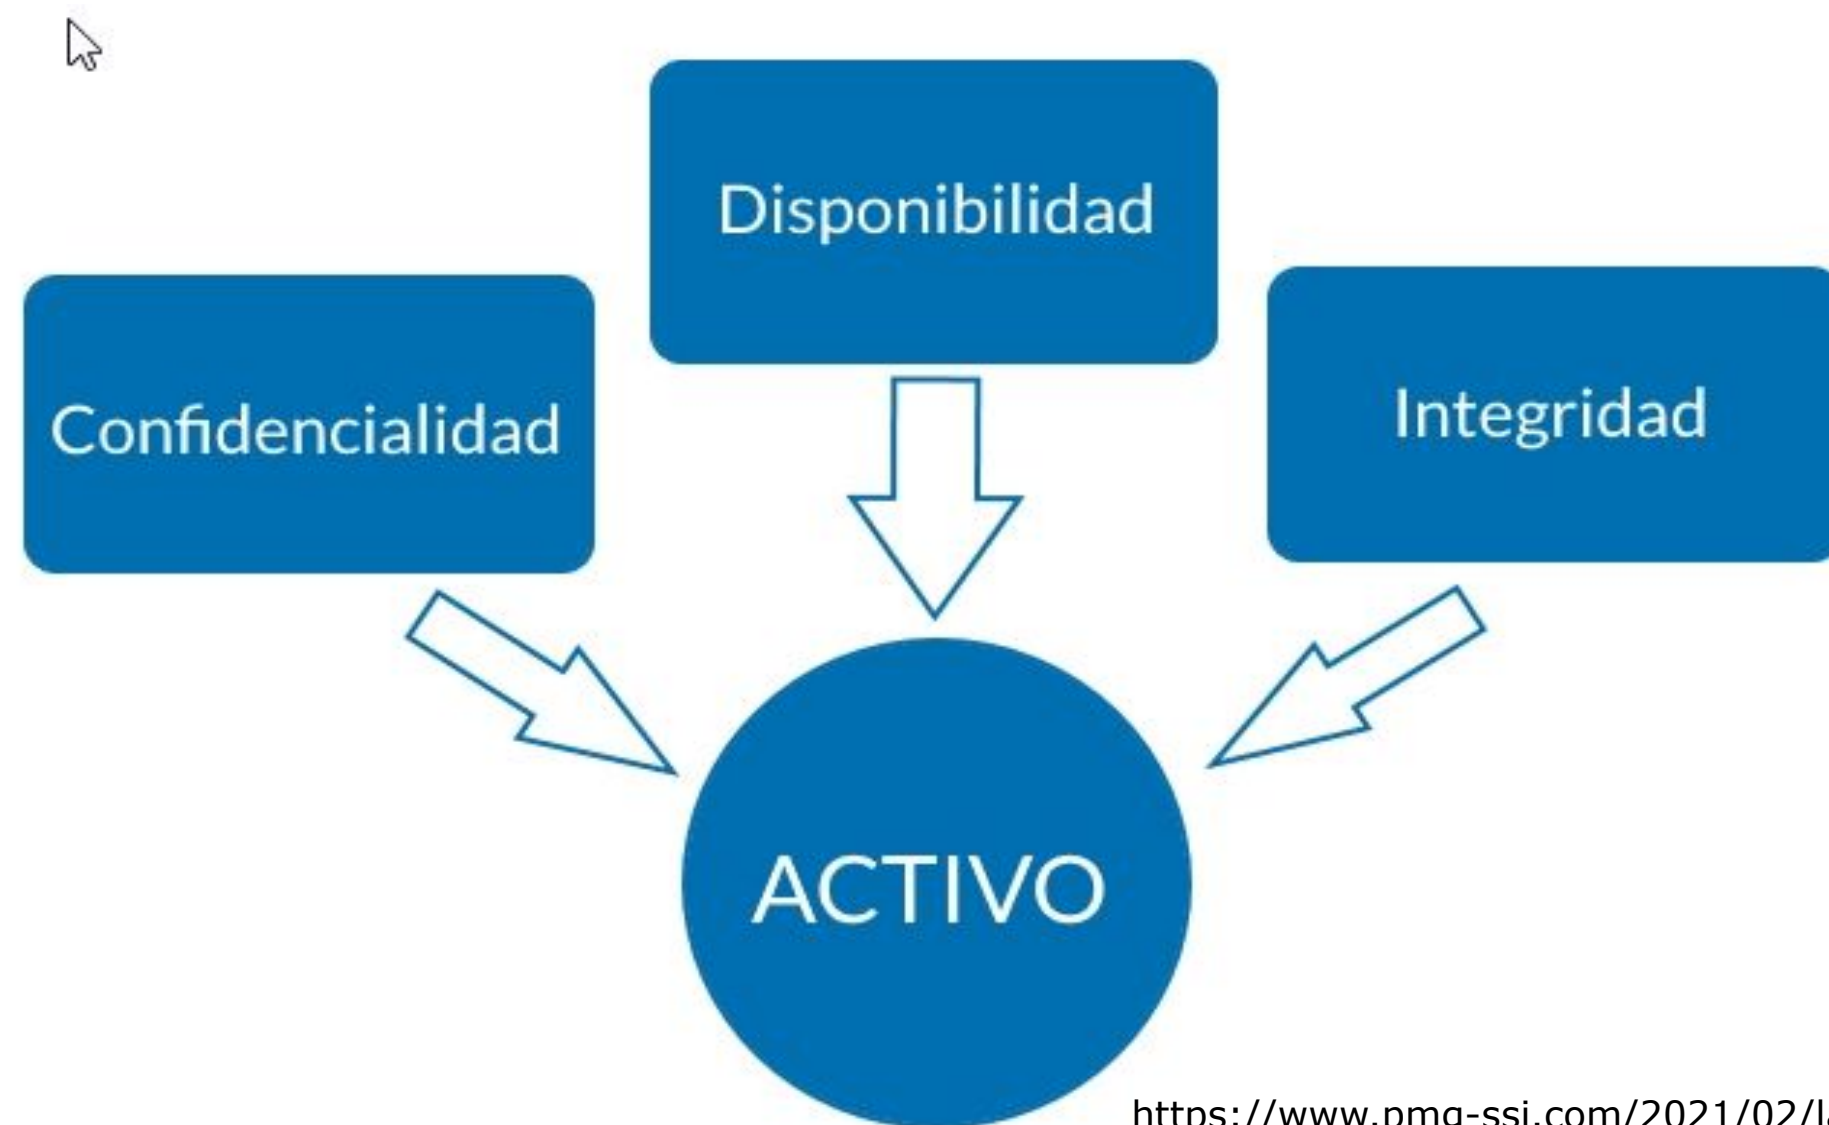 Disponibilidad
Confidencialidad
Integridad
ACTIVO
https://www.pmg-ssi.com/2021/02/l